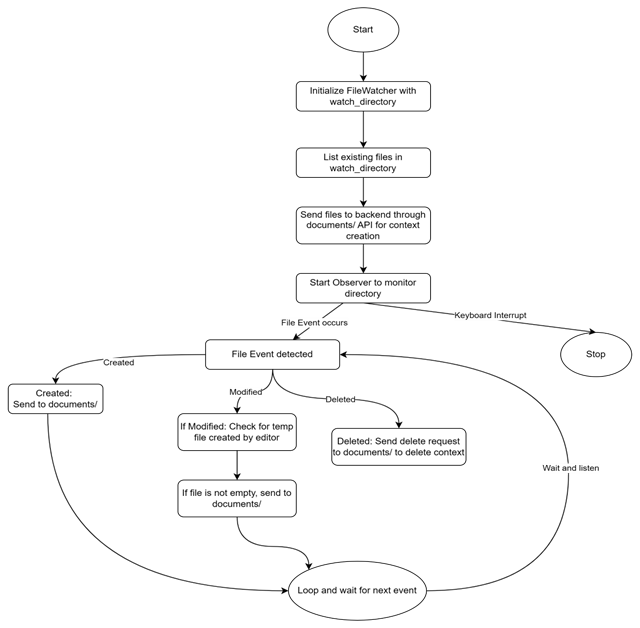 Start
Initialize FileWatcher with
watch_directory
List existing files in
watch_directory
Send files to backend through
documents/ API for context
creation
Start Observer to monitor
directory
File Event occurs
Keyboard Interrupt
File Event detected
Stop
Created
Created:
Send to documents/
Modified
Deleted
If Modified: Check for temp
file created by editor
Deleted: Send delete request
to documents/ to delete context
Wait and listen
If file is not empty, send to
documents/
Loop and wait for next event